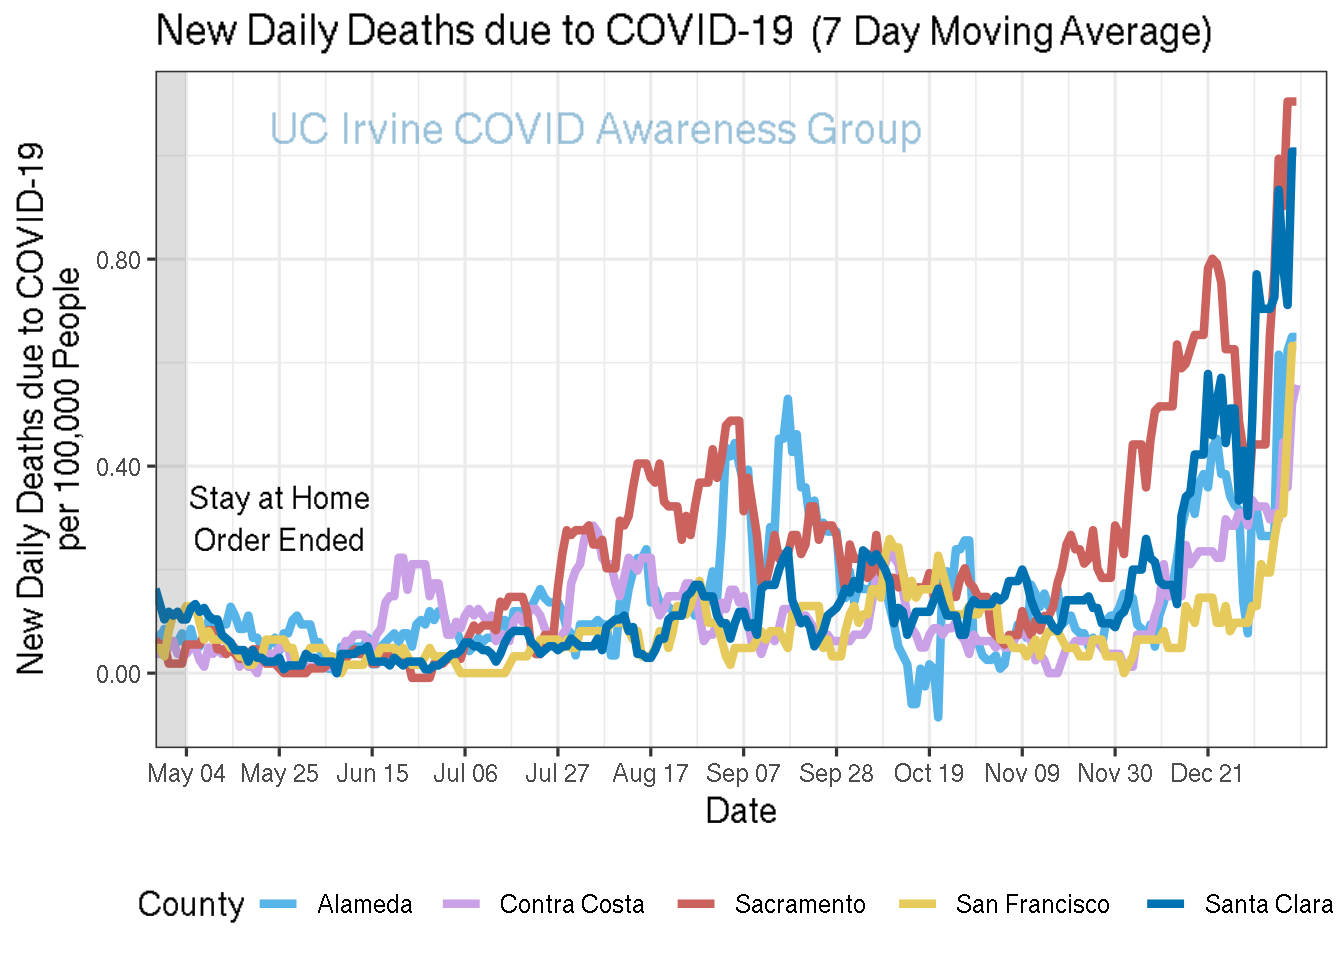 New Daily Deaths due to COVID-19 (7 Day Moving Average)
UC Irvine COVID Awareness Group
New Daily Deaths due to COVID-19
per 100,000 People
0.80
0.40
0.00
Stay at Home
Order Ended
May 04 May 25 Jun 15 Jul 06 Jul 27 Aug 17 Sep 07 Sep 28 Oct 19 Nov 09 Nov 30 Dec 21
Date
County Alameda Contra Costa Sacramento San Francisco Santa Clara